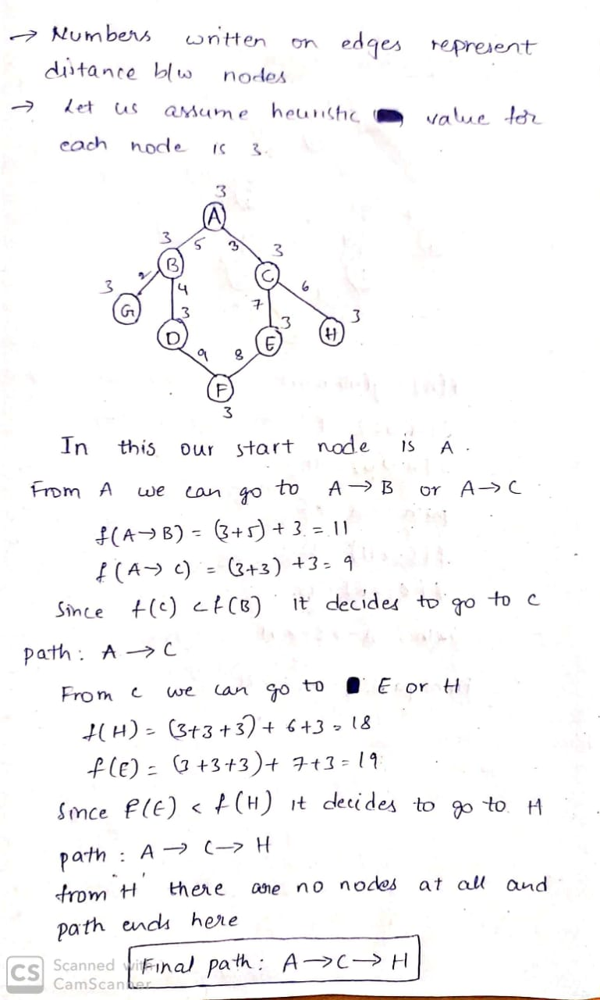 → Numbers written on edges represent
distance b/w nodes
→ Let us assume heuristic value for
each node is 3.
3
A
3 5 3 3
B
C
3 2 4 7 6
G 3 3 3
D E H
9 8
F
3
In this our start node is A.
From A we can go to A → B or A → C
f(A→B) = (3+5) + 3 = 11
f(A→ C) = (3+3) +3 = 9
Since f(C) < f(B) it decides to go to C
path : A → C
From C we can go to E or H
f(H) = (3+3+3) + 6+3 = 18
f(E) = (3+3+3)+ 7+3 = 19
Since f(E) < f(H) it decides to go to H
path : A → C → H
from 'H' there are no nodes at all and
path ends here
Final path : A → C → H
CS Scanned with
CamScanner